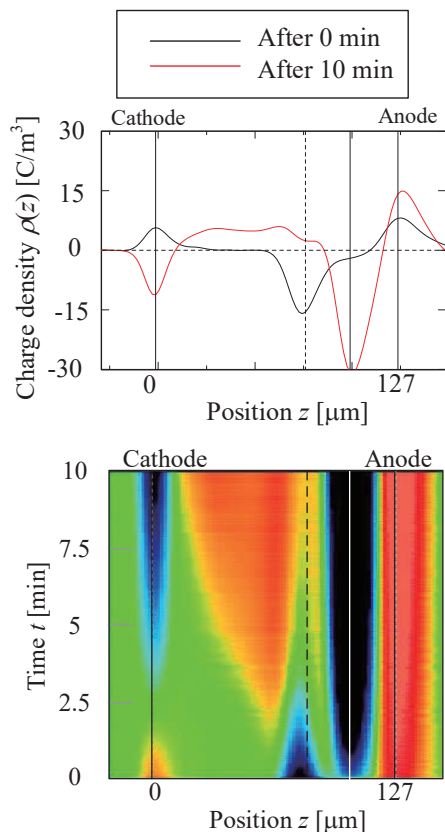 After 0 min
After 10 min
Cathode Anode
Charge density ρ(z) [C/m³]
30
15
0
-15
-30
0 127
Position z [μm]
Cathode Anode
Time t [min]
10
7.5
5
2.5
0
0 127
Position z [μm]